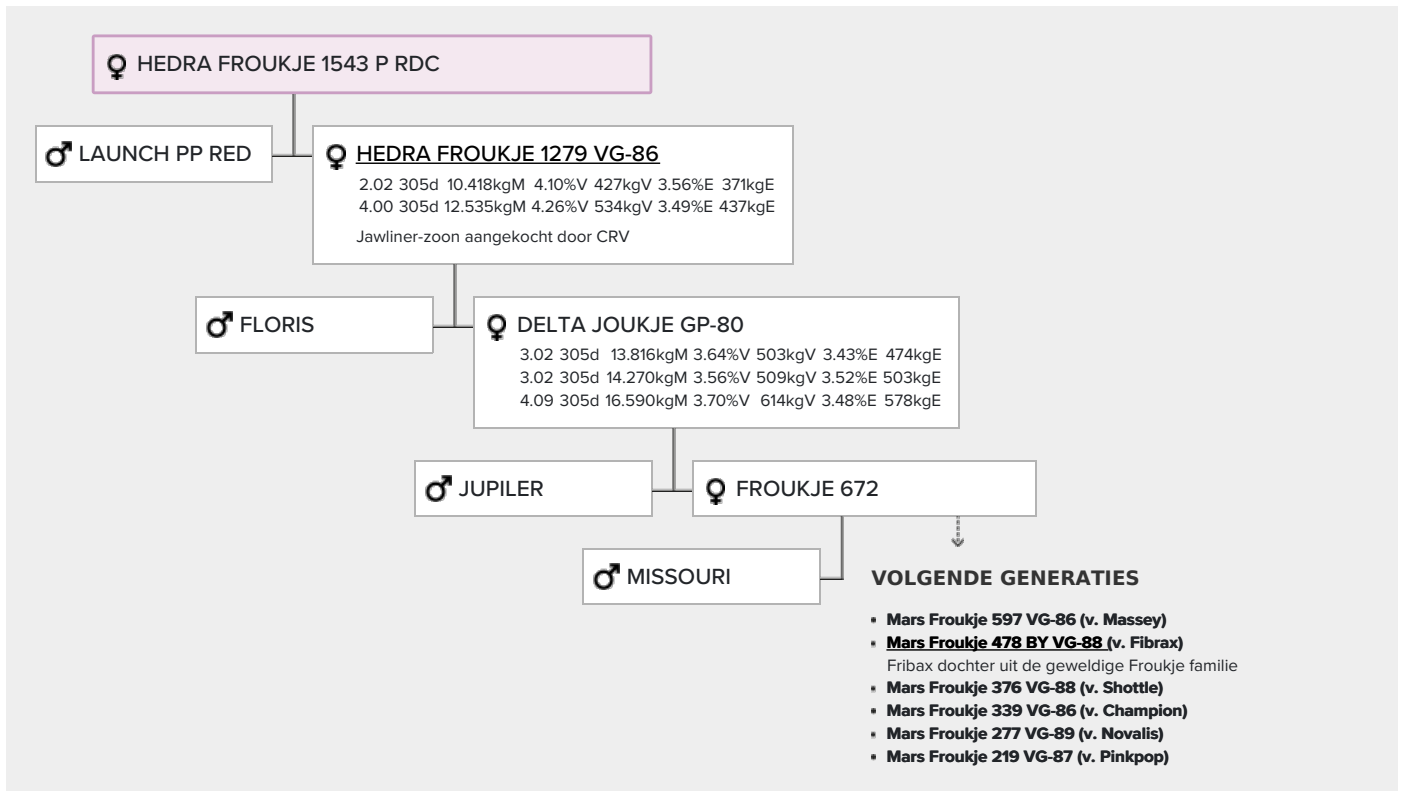 HEDRA FROUKJE 1543 P RDC
LAUNCH PP RED
HEDRA FROUKJE 1279 VG-86
2.02 305d 10.418kgM 4.10%V 427kgV 3.56%E 371kgE
4.00 305d 12.535kgM 4.26%V 534kgV 3.49%E 437kgE
Jawliner-zoon aangekocht door CRV
FLORIS
DELTA JOUKJE GP-80
3.02 305d 13.816kgM 3.64%V 503kgV 3.43%E 474kgE
3.02 305d 14.270kgM 3.56%V 509kgV 3.52%E 503kgE
4.09 305d 16.590kgM 3.70%V 614kgV 3.48%E 578kgE
JUPILER
FROUKJE 672
MISSOURI
VOLGENDE GENERATIES
• Mars Froukje 597 VG-86 (v. Massey)
• Mars Froukje 478 BY VG-88 (v. Fibrax)
Fribax dochter uit de geweldige Froukje familie
• Mars Froukje 376 VG-88 (v. Shottle)
• Mars Froukje 339 VG-86 (v. Champion)
• Mars Froukje 277 VG-89 (v. Novalis)
• Mars Froukje 219 VG-87 (v. Pinkpop)